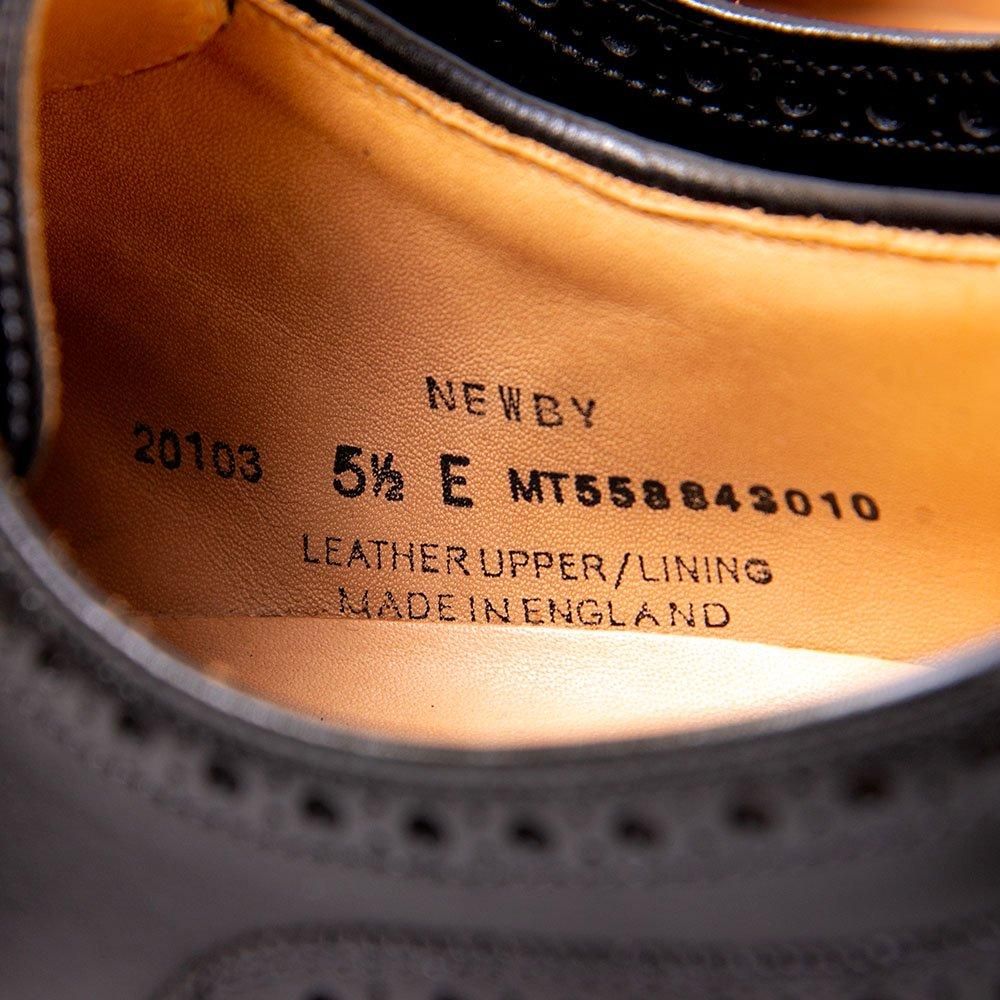 NEWBY
20103 5½ E MT558843010
LEATHER UPPER/LINING
MADE IN ENGLAND